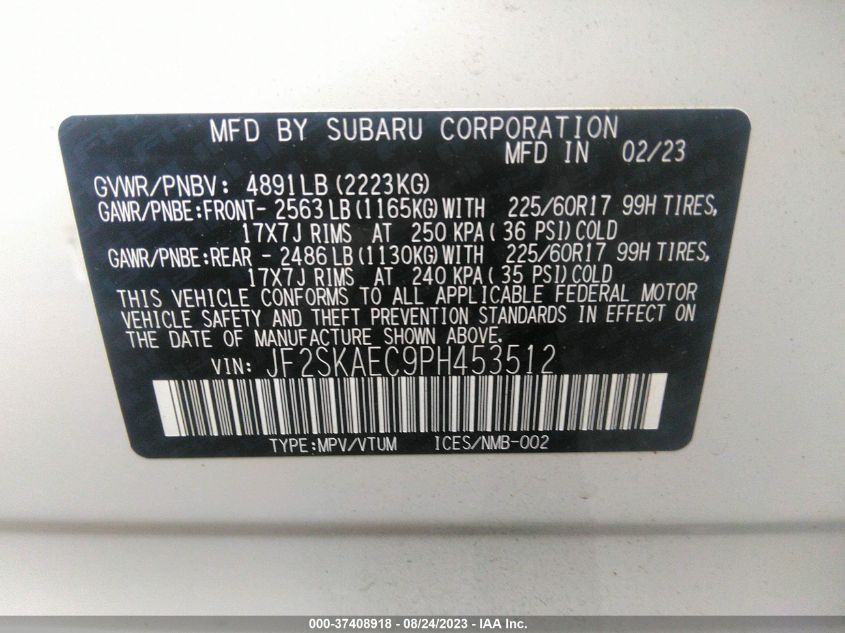 MFD BY SUBARU CORPORATION
MFD IN 02/23
GVWR/PNBV: 4891LB (2223KG)
GAWR/PNBE:FRONT- 2563 LB (1165KG) WITH 225/60R17 99H TIRES,
17X7J RIMS AT 250 KPA ( 36 PSI) COLD
GAWR/PNBE:REAR - 2486 LB (1130KG) WITH 225/60R17 99H TIRES,
17X7J RIMS AT 240 KPA ( 35 PSI) COLD
THIS VEHICLE CONFORMS TO ALL APPLICABLE FEDERAL MOTOR
VEHICLE SAFETY AND THEFT PREVENTION STANDARDS IN EFFECT ON
THE DATE OF MANUFACTURE SHOWN ABOVE.
VIN: JF2SKAEC9PH453512
TYPE:MPV/VTUM ICES/NMB-002
000-37408918 - 08/24/2023 - IAA Inc.